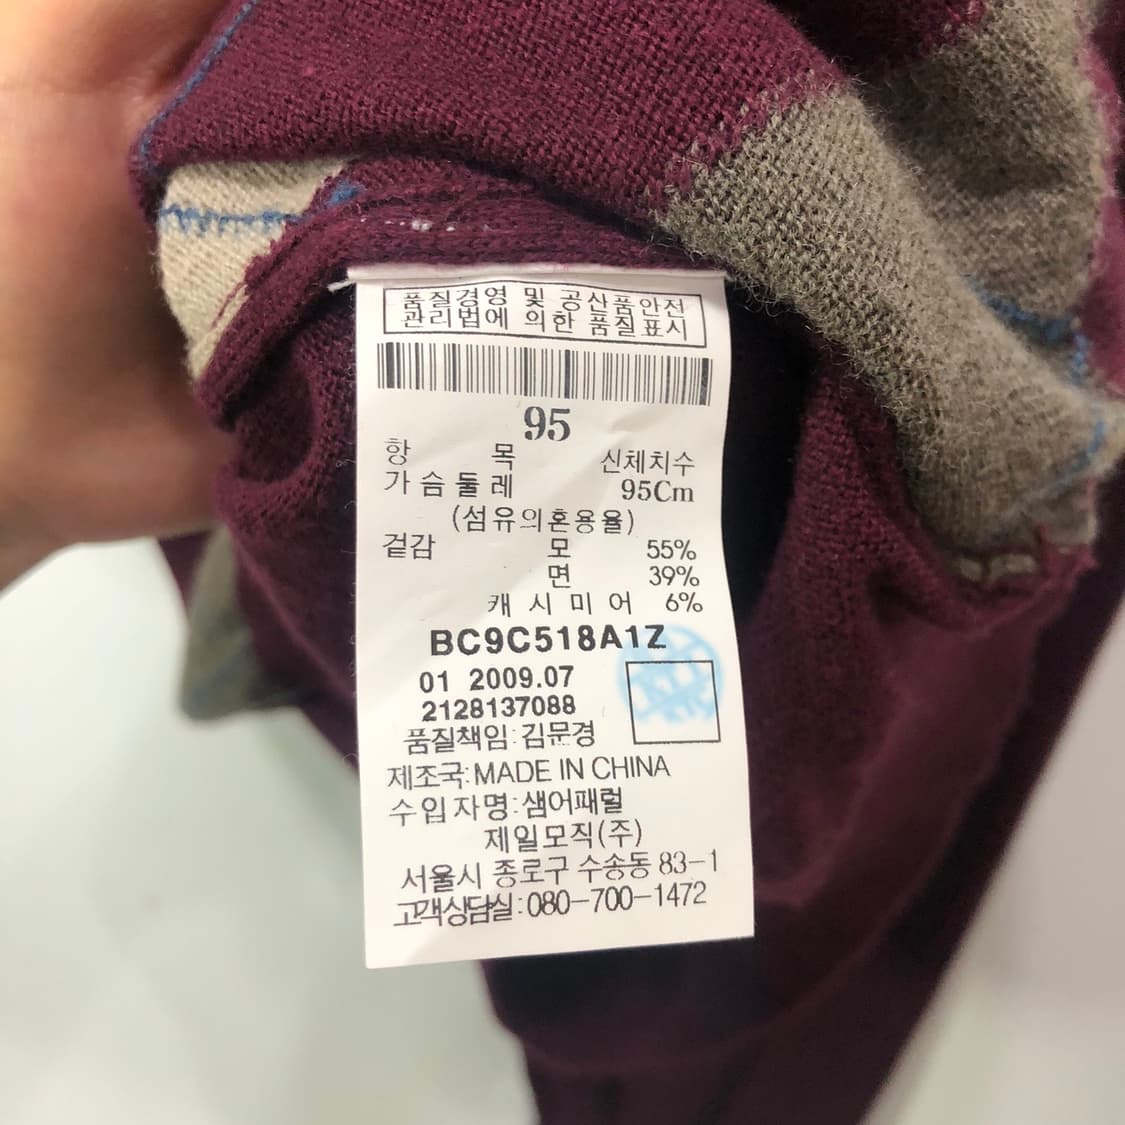 품질경영 및 공산품안전
관리법에 의한 품질표시
95
항 목 신체치수
가슴둘레 95Cm
(섬유의혼용율)
겉감 모 55%
면 39%
캐시미어 6%
BC9C518A1Z
01 2009.07
2128137088
품질책임:김문경
제조국:MADE IN CHINA
수입자명:샘어패럴
제일모직(주)
서울시 종로구 수송동 83-1
고객상담실:080-700-1472